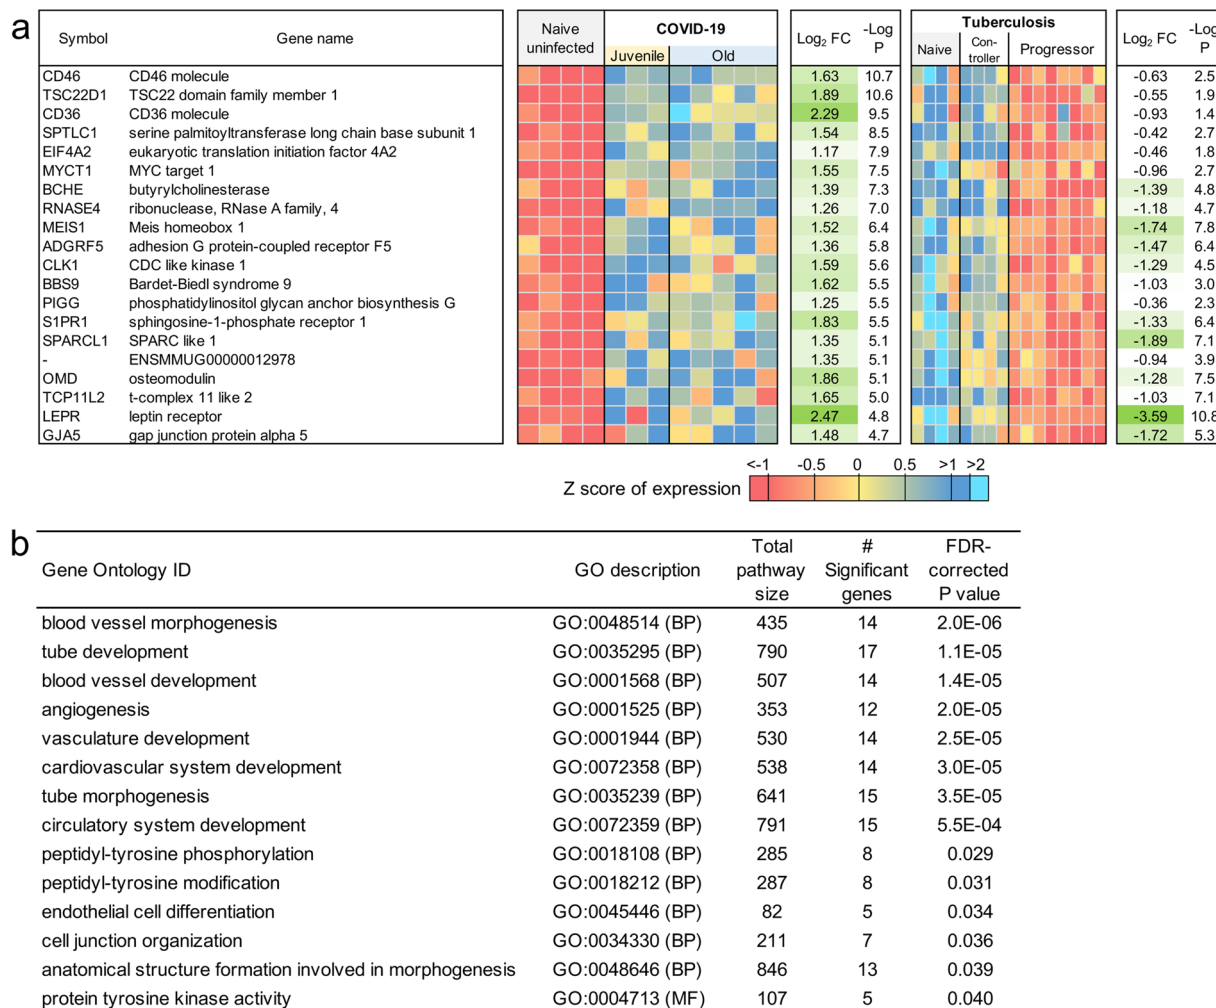 a
Symbol Gene name Naive uninfected COVID-19 Juvenile Old Log2 FC -Log P Tuberculosis Naive Con-troller Progressor Log2 FC -Log P
CD46 CD46 molecule 1.63 10.7 -0.63 2.5
TSC22D1 TSC22 domain family member 1 1.89 10.6 -0.55 1.9
CD36 CD36 molecule 2.29 9.5 -0.93 1.4
SPTLC1 serine palmitoyltransferase long chain base subunit 1 1.54 8.5 -0.42 2.7
EIF4A2 eukaryotic translation initiation factor 4A2 1.17 7.9 -0.46 1.8
MYCT1 MYC target 1 1.55 7.5 -0.96 2.7
BCHE butyrylcholinesterase 1.39 7.3 -1.39 4.8
RNASE4 ribonuclease, RNase A family, 4 1.26 7.0 -1.18 4.7
MEIS1 Meis homeobox 1 1.52 6.4 -1.74 7.8
ADGRF5 adhesion G protein-coupled receptor F5 1.36 5.8 -1.47 6.4
CLK1 CDC like kinase 1 1.59 5.6 -1.29 4.5
BBS9 Bardet-Biedl syndrome 9 1.62 5.5 -1.03 3.0
PIGG phosphatidylinositol glycan anchor biosynthesis G 1.25 5.5 -0.36 2.3
S1PR1 sphingosine-1-phosphate receptor 1 1.83 5.5 -1.33 6.4
SPARCL1 SPARC like 1 1.35 5.1 -1.89 7.1
- ENSMMUG00000012978 1.35 5.1 -0.94 3.9
OMD osteomodulin 1.86 5.1 -1.28 7.5
TCP11L2 t-complex 11 like 2 1.65 5.0 -1.03 7.1
LEPR leptin receptor 2.47 4.8 -3.59 10.8
GJA5 gap junction protein alpha 5 1.48 4.7 -1.72 5.3
<-1 -0.5 0 0.5 >1 >2
Z score of expression
b
Gene Ontology ID GO description Total pathway size # Significant genes FDR-corrected P value
blood vessel morphogenesis GO:0048514 (BP) 435 14 2.0E-06
tube development GO:0035295 (BP) 790 17 1.1E-05
blood vessel development GO:0001568 (BP) 507 14 1.4E-05
angiogenesis GO:0001525 (BP) 353 12 2.0E-05
vasculature development GO:0001944 (BP) 530 14 2.5E-05
cardiovascular system development GO:0072358 (BP) 538 14 3.0E-05
tube morphogenesis GO:0035239 (BP) 641 15 3.5E-05
circulatory system development GO:0072359 (BP) 791 15 5.5E-04
peptidyl-tyrosine phosphorylation GO:0018108 (BP) 285 8 0.029
peptidyl-tyrosine modification GO:0018212 (BP) 287 8 0.031
endothelial cell differentiation GO:0045446 (BP) 82 5 0.034
cell junction organization GO:0034330 (BP) 211 7 0.036
anatomical structure formation involved in morphogenesis GO:0048646 (BP) 846 13 0.039
protein tyrosine kinase activity GO:0004713 (MF) 107 5 0.040